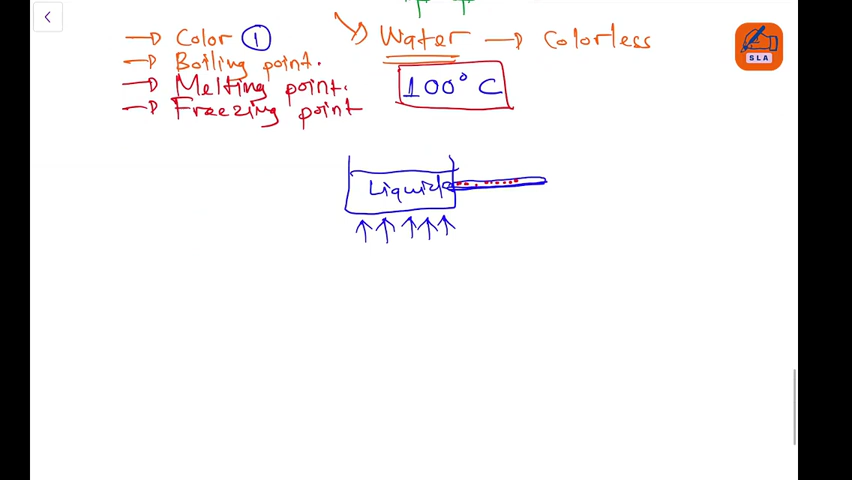 → Color ① Water → Colorless
→ Boiling point.
→ Melting point. 100° C
→ Freezing point
Liquid
SLA